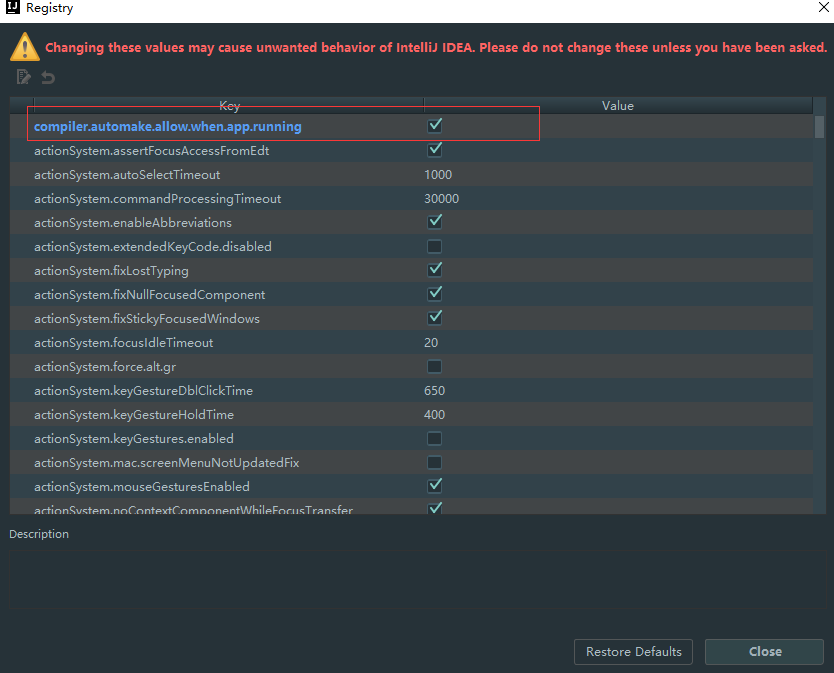 IJ Registry
Changing these values may cause unwanted behavior of IntelliJ IDEA. Please do not change these unless you have been asked.
Key Value
compiler.automake.allow.when.app.running
actionSystem.assertFocusAccessFromEdt
actionSystem.autoSelectTimeout 1000
actionSystem.commandProcessingTimeout 30000
actionSystem.enableAbbreviations
actionSystem.extendedKeyCode.disabled
actionSystem.fixLostTyping
actionSystem.fixNullFocusedComponent
actionSystem.fixStickyFocusedWindows
actionSystem.focusIdleTimeout 20
actionSystem.force.alt.gr
actionSystem.keyGestureDblClickTime 650
actionSystem.keyGestureHoldTime 400
actionSystem.keyGestures.enabled
actionSystem.mac.screenMenuNotUpdatedFix
actionSystem.mouseGesturesEnabled
actionSystem.noContextComponentWhileFocusTransfer
Description
Restore Defaults Close